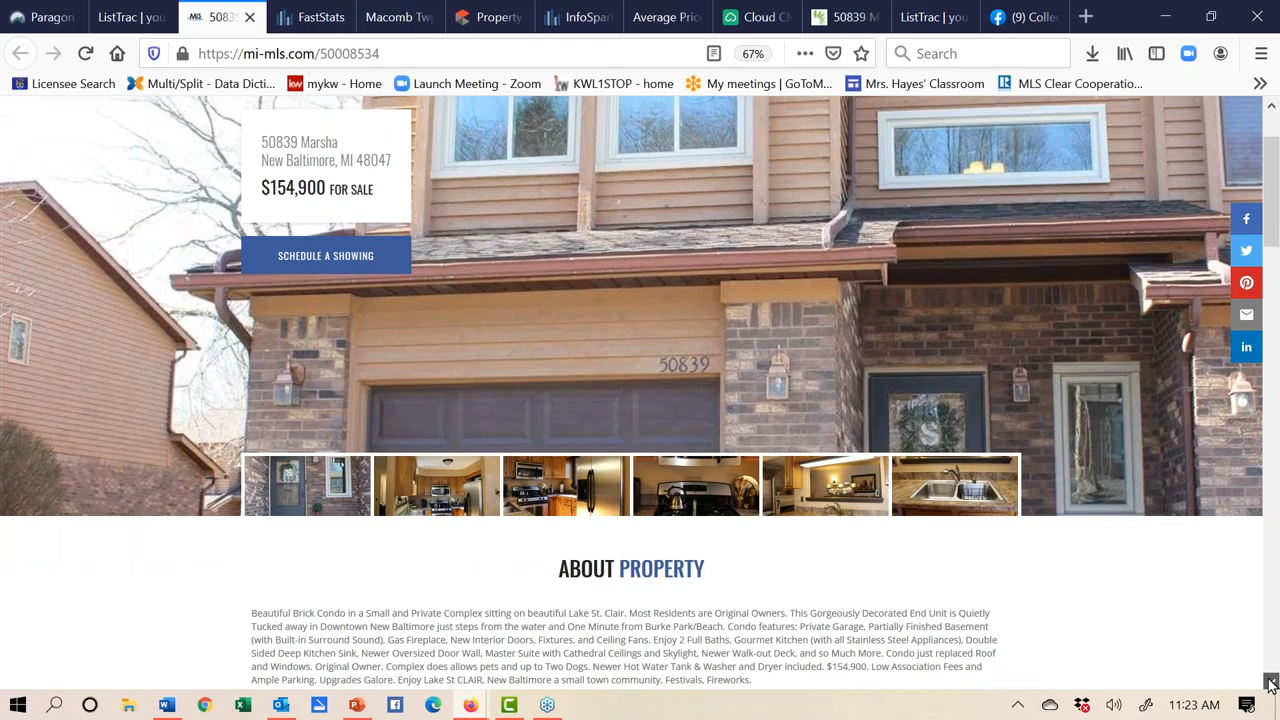 Paragon
ListTrac | you
5083
FastStats
Macomb Twp
Property
InfoSpar
Average Pric
Cloud C
50839 M
ListTrac | you
(9) Colle
https://mi-mls.com/50008534
67%
Search
Licensee Search
Multi/Split - Data Dicti...
mykw - Home
Launch Meeting - Zoom
KWL1STOP - home
My meetings | GoToM...
Mrs. Hayes' Classroom
MLS Clear Cooperatio...
50839 Marsha
New Baltimore, MI 48047
$154,900 FOR SALE
SCHEDULE A SHOWING
50839
ABOUT PROPERTY
Beautiful Brick Condo in a Small and Private Complex sitting on beautiful Lake St. Clair. Most Residents are Original Owners. This Gorgeously Decorated End Unit is Quietly
Tucked away in Downtown New Baltimore just steps from the water and One Minute from Burke Park/Beach. Condo features: Private Garage, Partially Finished Basement
(with Built-in Surround Sound), Gas Fireplace, New Interior Doors, Fixtures, and Ceiling Fans. Enjoy 2 Full Baths, Gourmet Kitchen (with all Stainless Steel Appliances), Double
Sided Deep Kitchen Sink, Newer Oversized Door Wall, Master Suite with Cathedral Ceilings and Skylight, Newer Walk-out Deck, and so Much More. Condo just replaced Roof
and Windows. Original Owner. Complex does allows pets and up to Two Dogs. Newer Hot Water Tank & Washer and Dryer included. $154,900. Low Association Fees and
Ample Parking. Upgrades Galore. Enjoy Lake St CLAIR, New Baltimore a small town community, Festivals, Fireworks.
11:23 AM